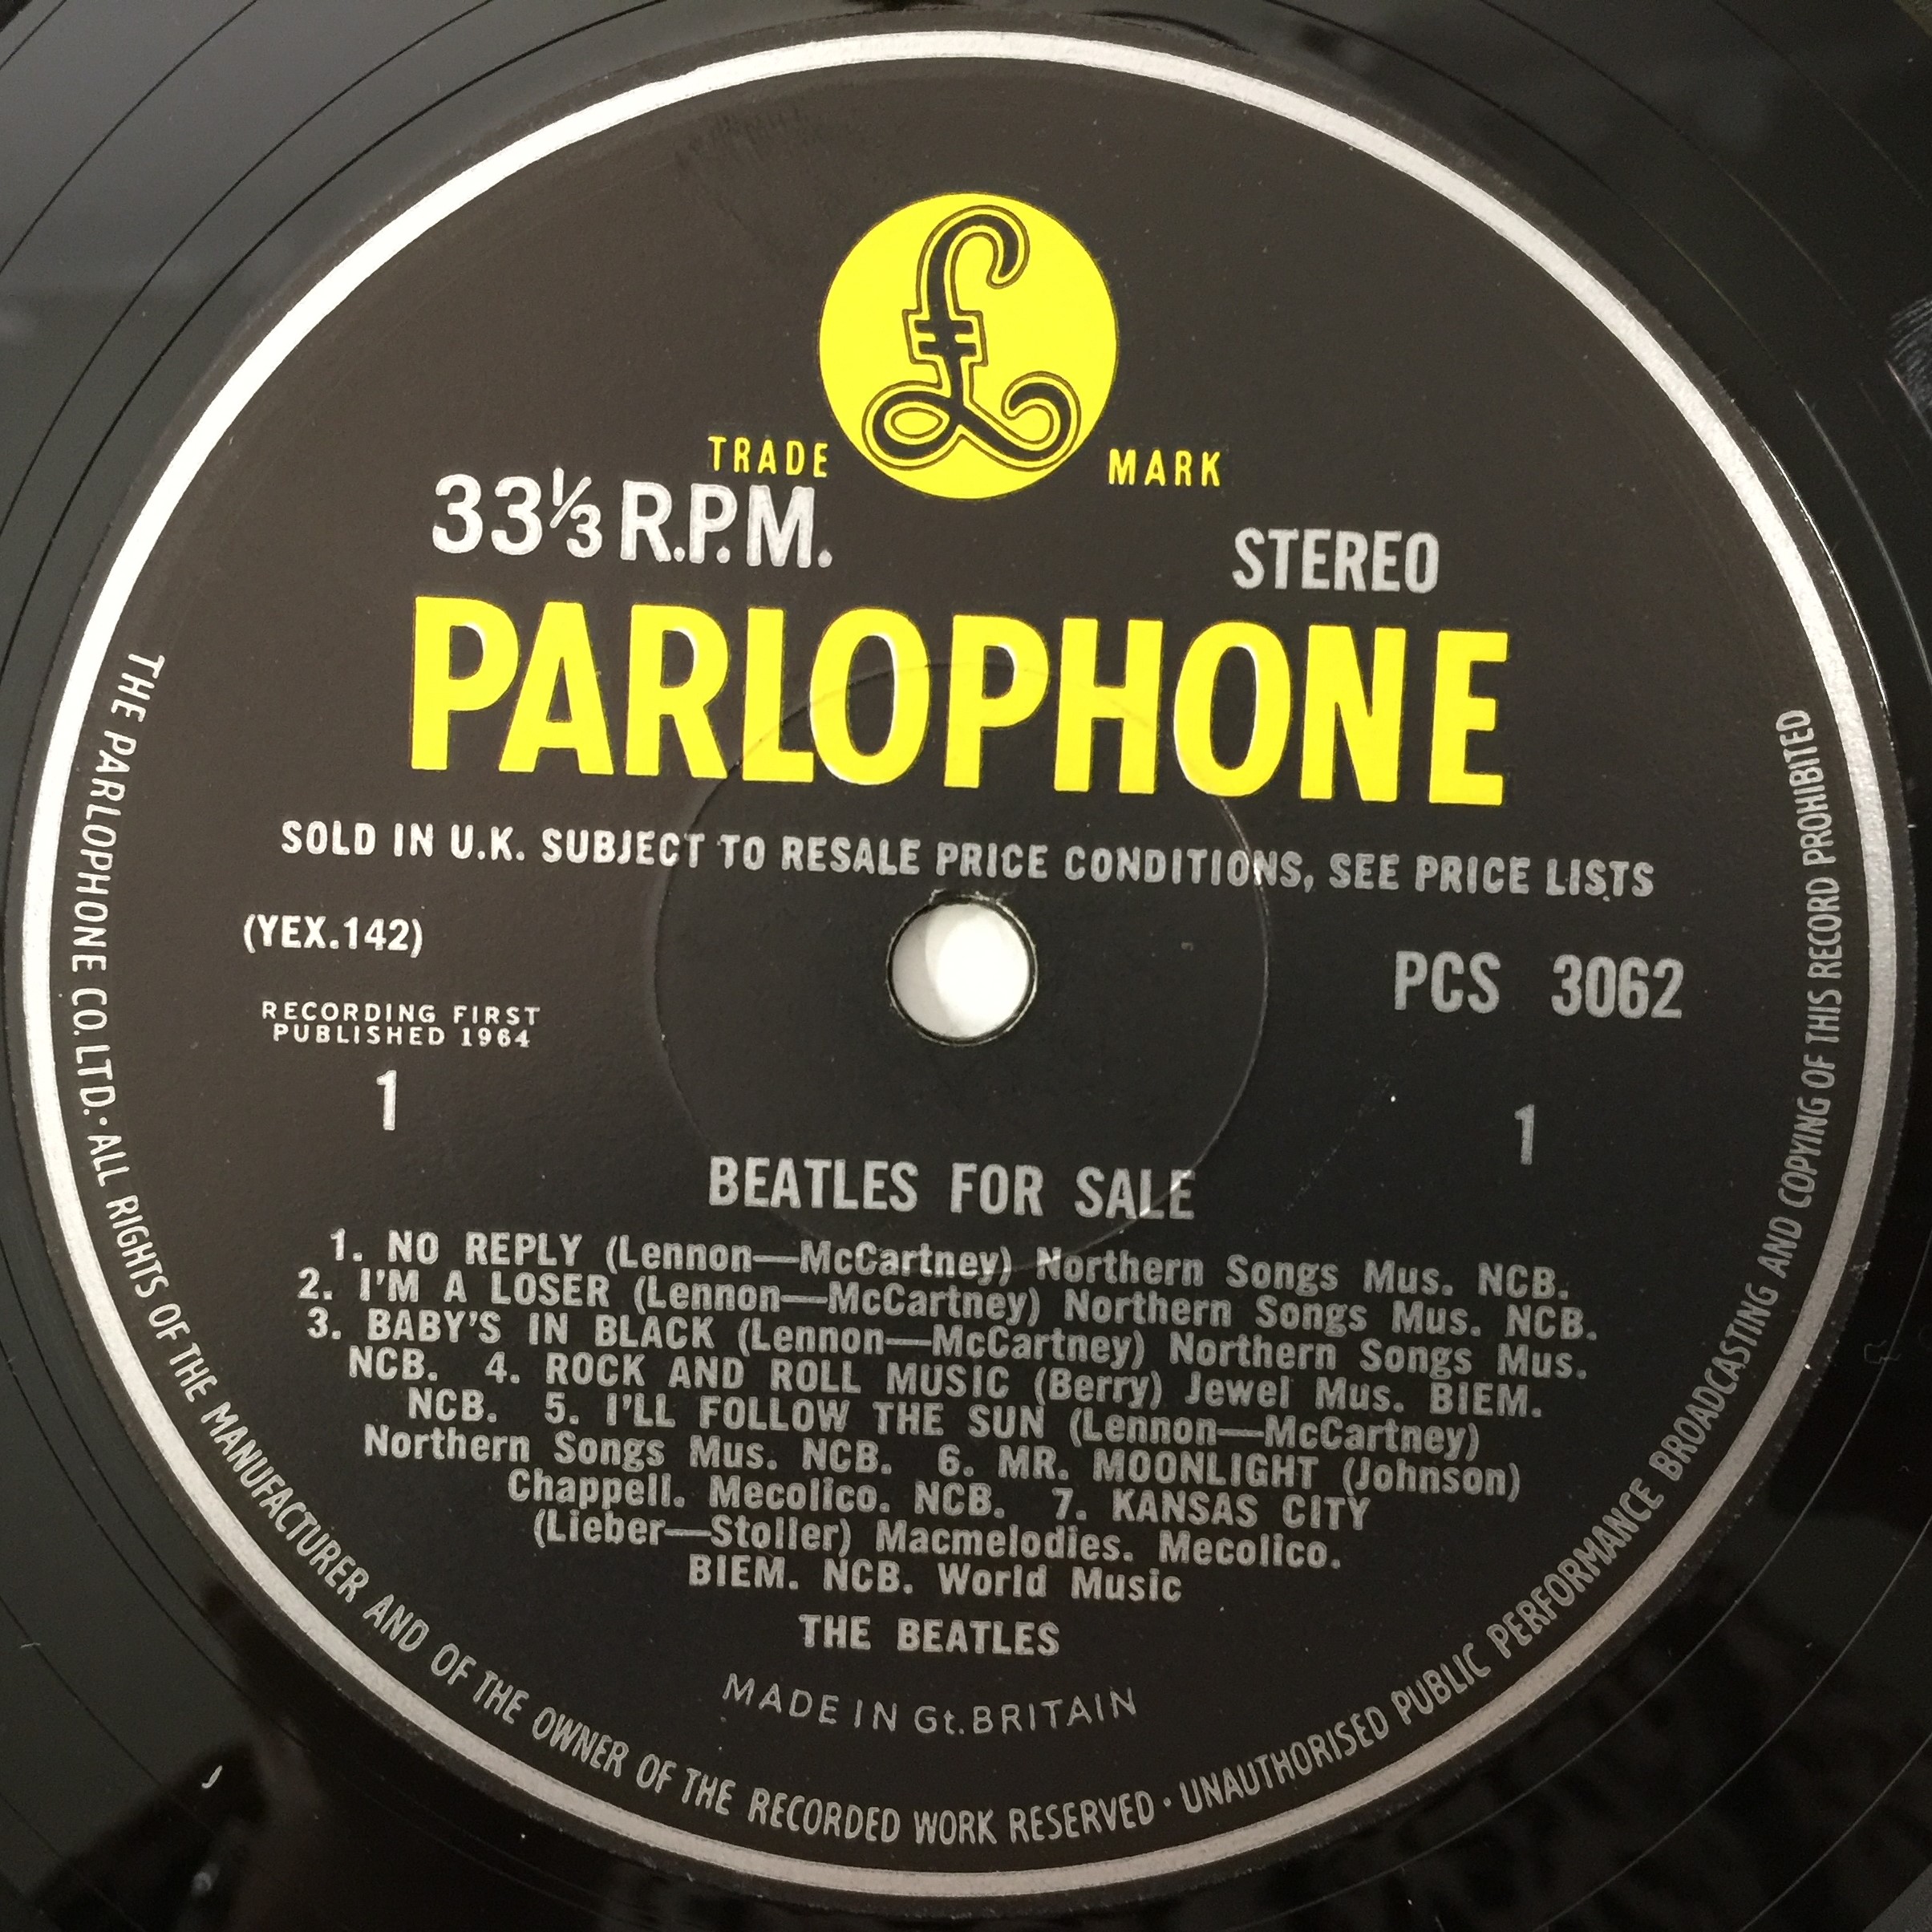 £
TRADE MARK
33⅓ R.P.M.
STEREO
PARLOPHONE
SOLD IN U.K. SUBJECT TO RESALE PRICE CONDITIONS, SEE PRICE LISTS
(YEX.142)
PCS 3062
RECORDING FIRST
PUBLISHED 1964
1
1
BEATLES FOR SALE
1. NO REPLY (Lennon—McCartney) Northern Songs Mus. NCB.
2. I'M A LOSER (Lennon—McCartney) Northern Songs Mus. NCB.
3. BABY'S IN BLACK (Lennon—McCartney) Northern Songs Mus.
NCB. 4. ROCK AND ROLL MUSIC (Berry) Jewel Mus. BIEM.
NCB. 5. I'LL FOLLOW THE SUN (Lennon—McCartney)
Northern Songs Mus. NCB. 6. MR. MOONLIGHT (Johnson)
Chappell. Mecolico. NCB. 7. KANSAS CITY
(Lieber—Stoller) Macmelodies. Mecolico.
BIEM. NCB. World Music
THE BEATLES
MADE IN Gt. BRITAIN
THE PARLOPHONE CO. LTD. · ALL RIGHTS OF THE MANUFACTURER AND OF THE OWNER OF THE RECORDED WORK RESERVED · UNAUTHORISED PUBLIC PERFORMANCE BROADCASTING AND COPYING OF THIS RECORD PROHIBITED